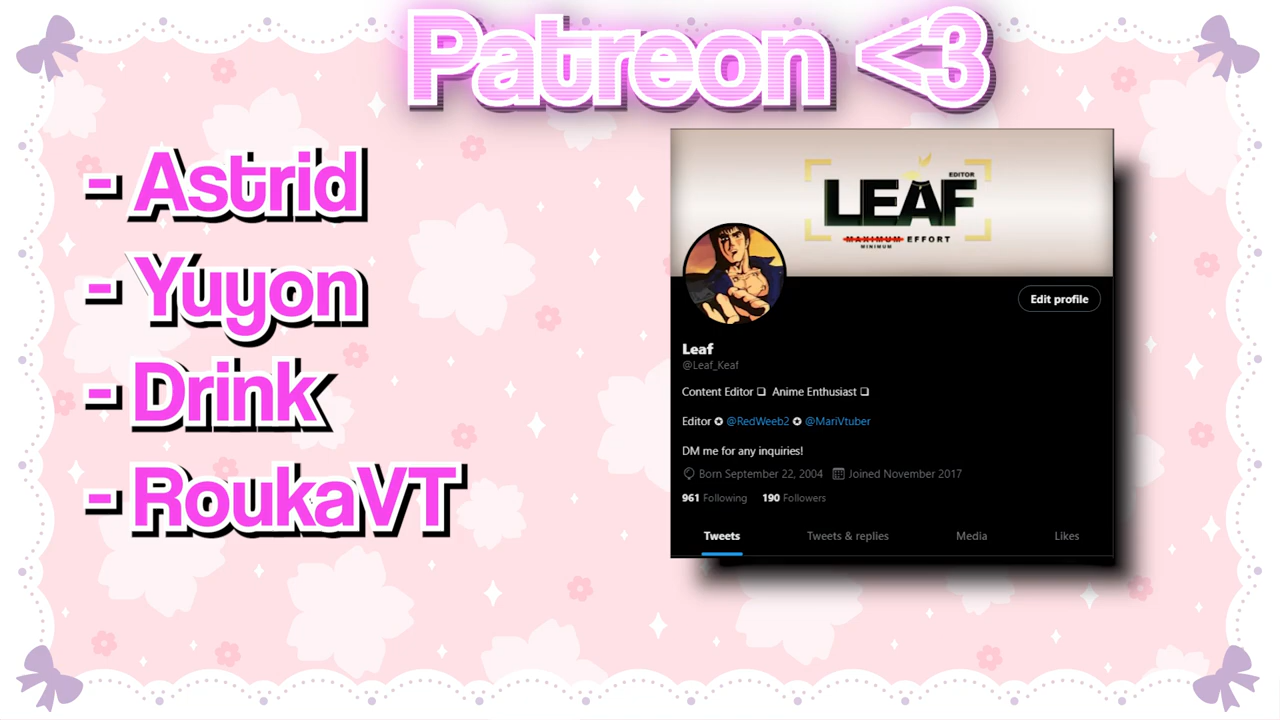 Patreon <3
- Astrid
- Yuyon
- Drink
- RoukaVT
EDITOR
LEAF
MAXIMUM EFFORT
MINIMUM
Edit profile
Leaf
@Leaf_Keaf
Content Editor ❏ Anime Enthusiast ❏
Editor ✪ @RedWeeb2 ✪ @MariVtuber
DM me for any inquiries!
Born September 22, 2004 Joined November 2017
961 Following 190 Followers
Tweets Tweets & replies Media Likes